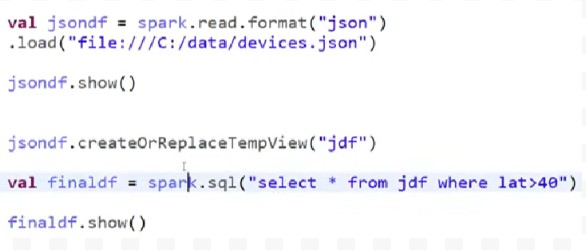 val jsondf = spark.read.format("json")
.load("file:///C:/data/devices.json")
jsondf.show()
jsondf.createOrReplaceTempView("jdf")
val finaldf = spark.sql("select * from jdf where lat>40")
finaldf.show()